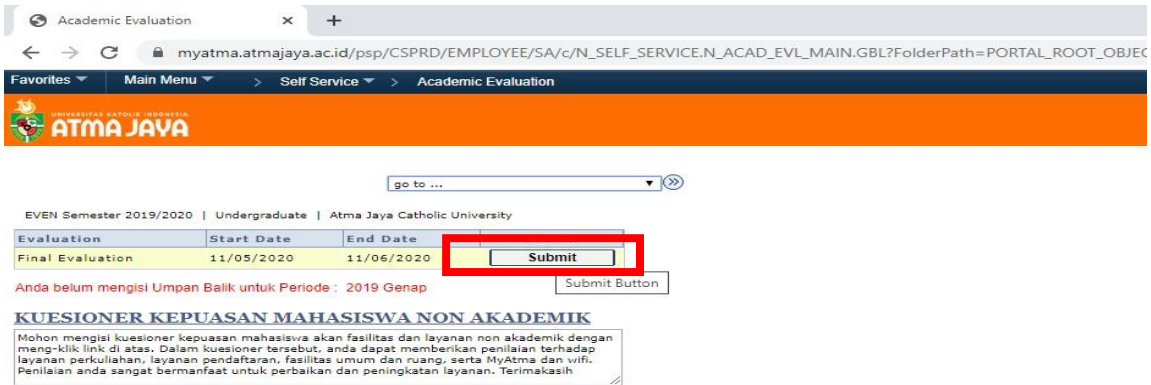 Academic Evaluation
myatma.atmajaya.ac.id/psp/CSPRD/EMPLOYEE/SA/c/N_SELF_SERVICE.N_ACAD_EVL_MAIN.GBL?FolderPath=PORTAL_ROOT_OBJEC
Favorites Main Menu > Self Service > Academic Evaluation
UNIVERSITAS KATOLIK INDONESIA
ATMA JAYA
go to ...
EVEN Semester 2019/2020 | Undergraduate | Atma Jaya Catholic University
Evaluation Start Date End Date
Final Evaluation 11/05/2020 11/06/2020 Submit
Submit Button
Anda belum mengisi Umpan Balik untuk Periode : 2019 Genap
KUESIONER KEPUASAN MAHASISWA NON AKADEMIK
Mohon mengisi kuesioner kepuasan mahasiswa akan fasilitas dan layanan non akademik dengan
meng-klik link di atas. Dalam kuesioner tersebut, anda dapat memberikan penilaian terhadap
layanan perkuliahan, layanan pendaftaran, fasilitas umum dan ruang, serta MyAtma dan wifi.
Penilaian anda sangat bermanfaat untuk perbaikan dan peningkatan layanan. Terimakasih